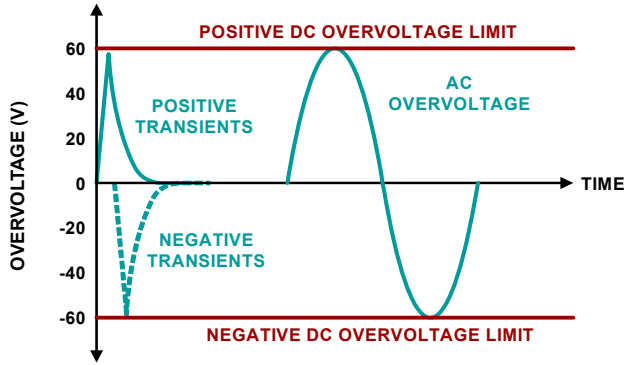 POSITIVE DC OVERVOLTAGE LIMIT
60
40
20
0
-20
-40
-60
OVERVOLTAGE (V)
POSITIVE
TRANSIENTS
AC
OVERVOLTAGE
TIME
NEGATIVE
TRANSIENTS
NEGATIVE DC OVERVOLTAGE LIMIT